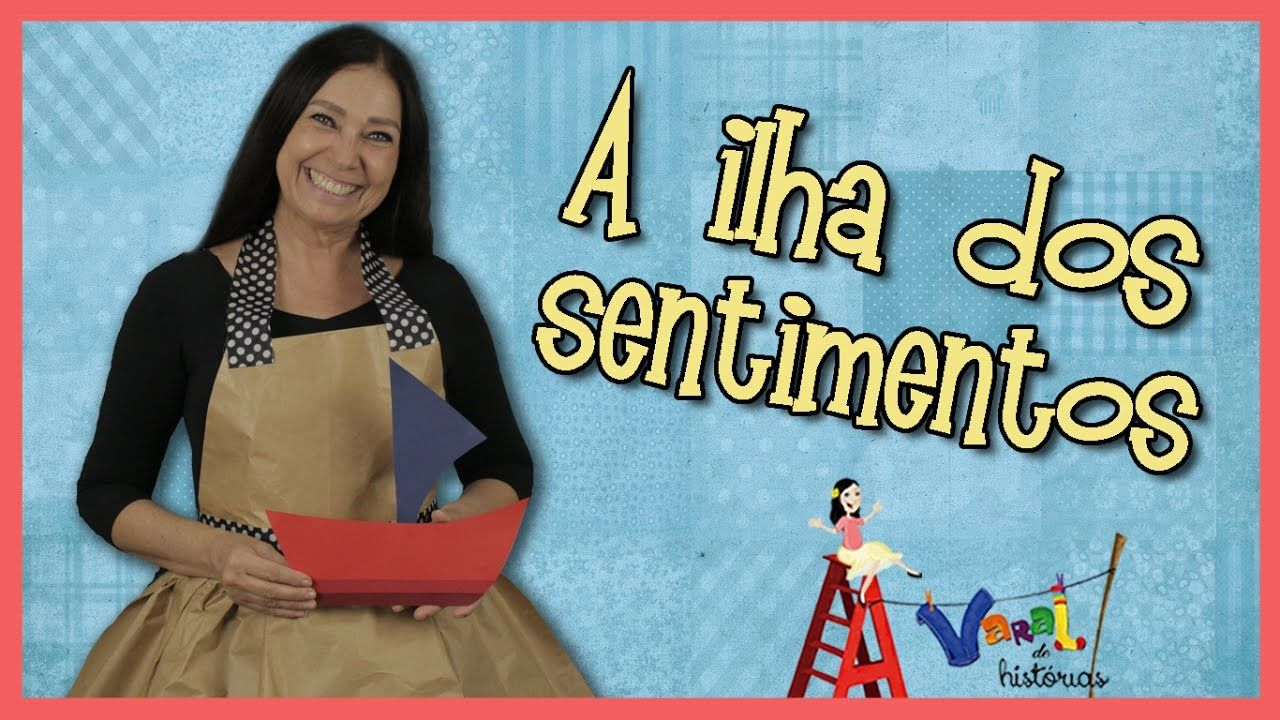 A ilha dos
sentimentos
Varal
de
histórias